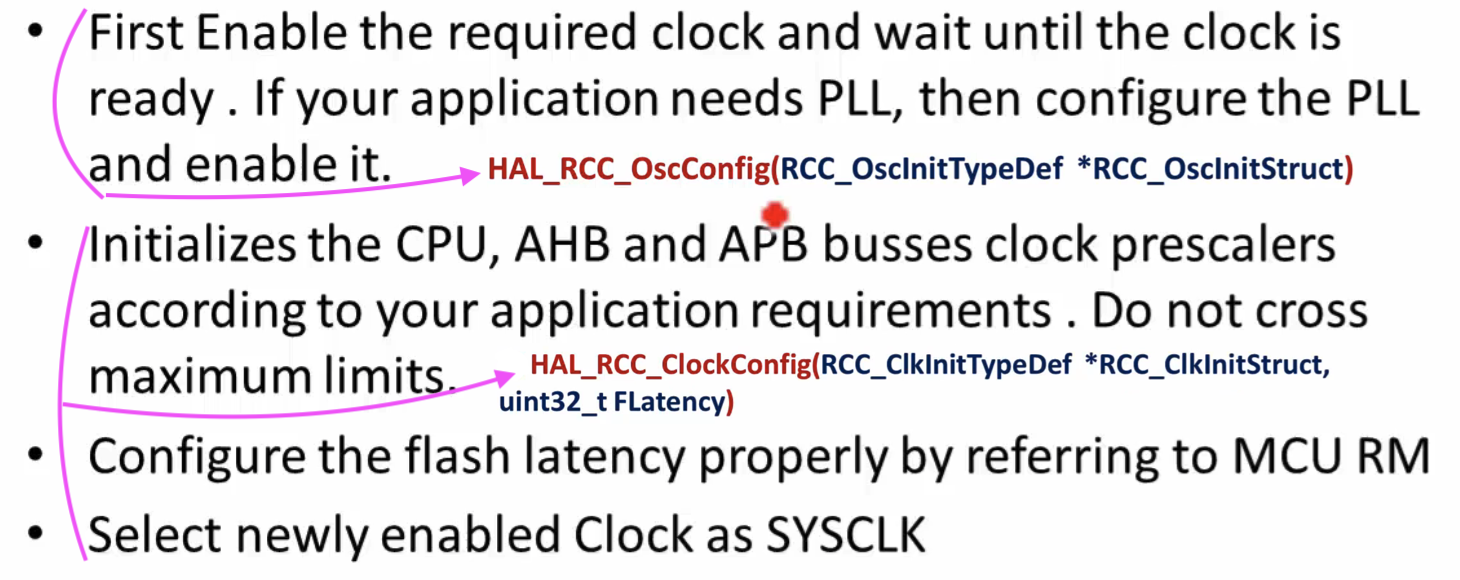 • First Enable the required clock and wait until the clock is
ready . If your application needs PLL, then configure the PLL
and enable it. HAL_RCC_OscConfig(RCC_OscInitTypeDef *RCC_OscInitStruct)
• Initializes the CPU, AHB and APB busses clock prescalers
according to your application requirements . Do not cross
maximum limits. HAL_RCC_ClockConfig(RCC_ClkInitTypeDef *RCC_ClkInitStruct,
uint32_t FLatency)
• Configure the flash latency properly by referring to MCU RM
• Select newly enabled Clock as SYSCLK